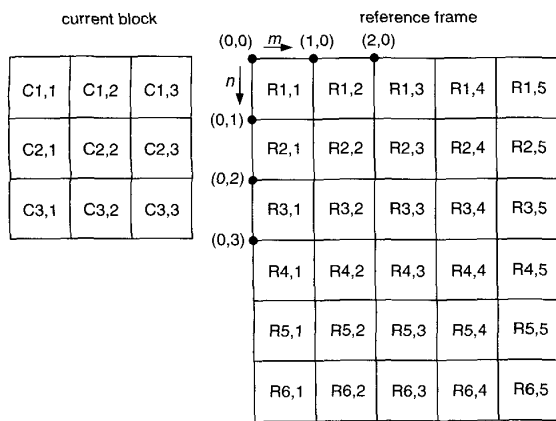 current block
reference frame
(0,0) m (1,0) (2,0)
n
(0,1)
(0,2)
(0,3)
C1,1 C1,2 C1,3
C2,1 C2,2 C2,3
C3,1 C3,2 C3,3
R1,1 R1,2 R1,3 R1,4 R1,5
R2,1 R2,2 R2,3 R2,4 R2,5
R3,1 R3,2 R3,3 R3,4 R3,5
R4,1 R4,2 R4,3 R4,4 R4,5
R5,1 R5,2 R5,3 R5,4 R5,5
R6,1 R6,2 R6,3 R6,4 R6,5